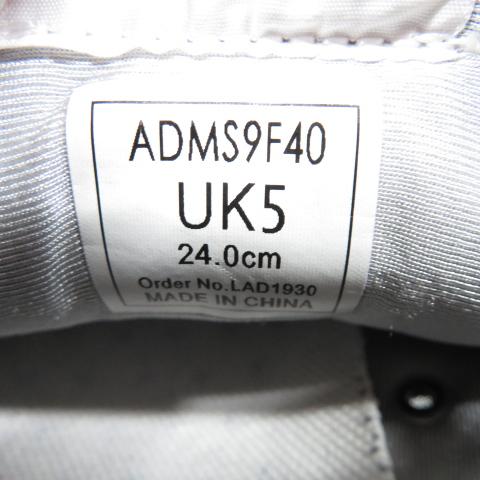 ADMS9F40
UK5
24.0cm
Order No.LAD1930
MADE IN CHINA